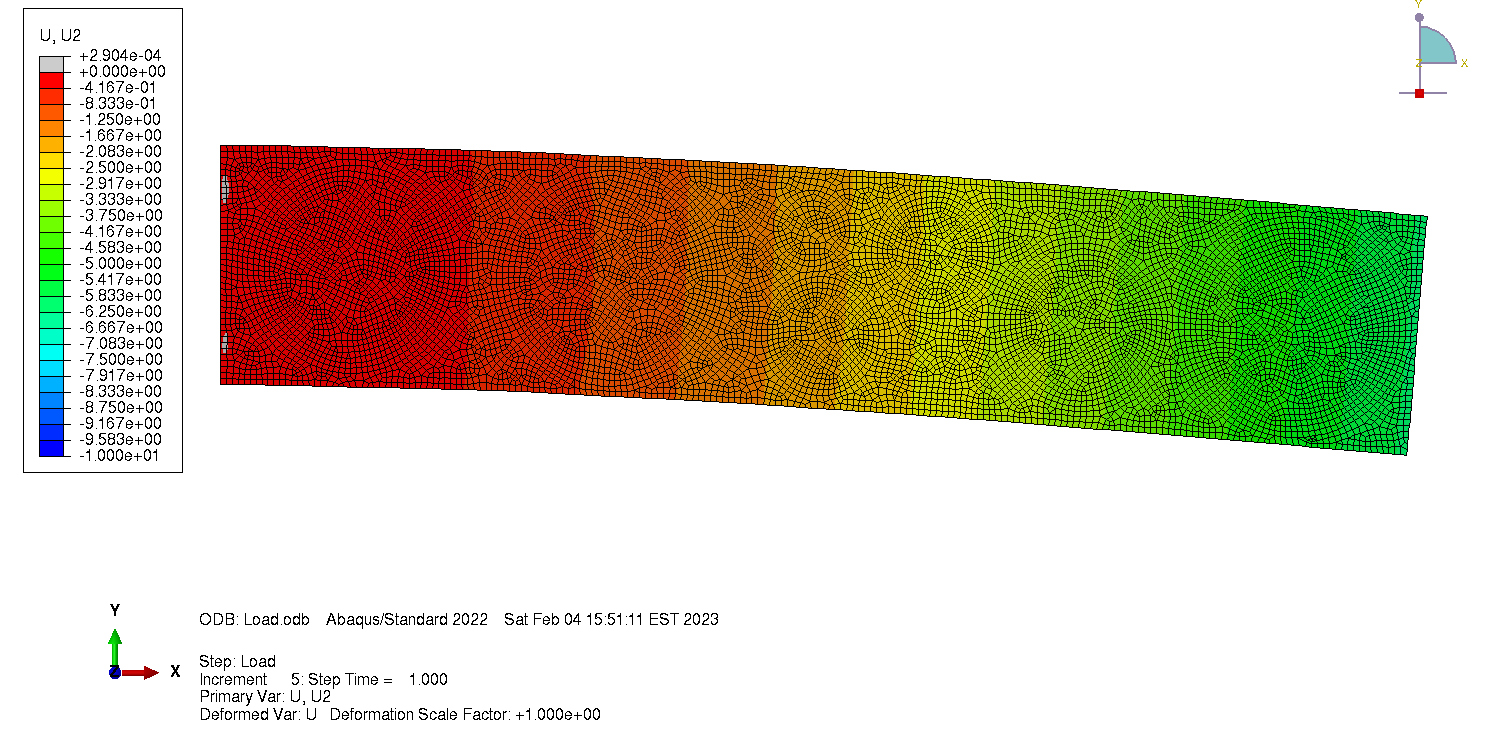 U, U2
+2.904e-04
+0.000e+00
-4.167e-01
-8.333e-01
-1.250e+00
-1.667e+00
-2.083e+00
-2.500e+00
-2.917e+00
-3.333e+00
-3.750e+00
-4.167e+00
-4.583e+00
-5.000e+00
-5.417e+00
-5.833e+00
-6.250e+00
-6.667e+00
-7.083e+00
-7.500e+00
-7.917e+00
-8.333e+00
-8.750e+00
-9.167e+00
-9.583e+00
-1.000e+01
Y
Z
X
Y
X
ODB: Load.odb Abaqus/Standard 2022 Sat Feb 04 15:51:11 EST 2023
Step: Load
Increment 5: Step Time = 1.000
Primary Var: U, U2
Deformed Var: U Deformation Scale Factor: +1.000e+00